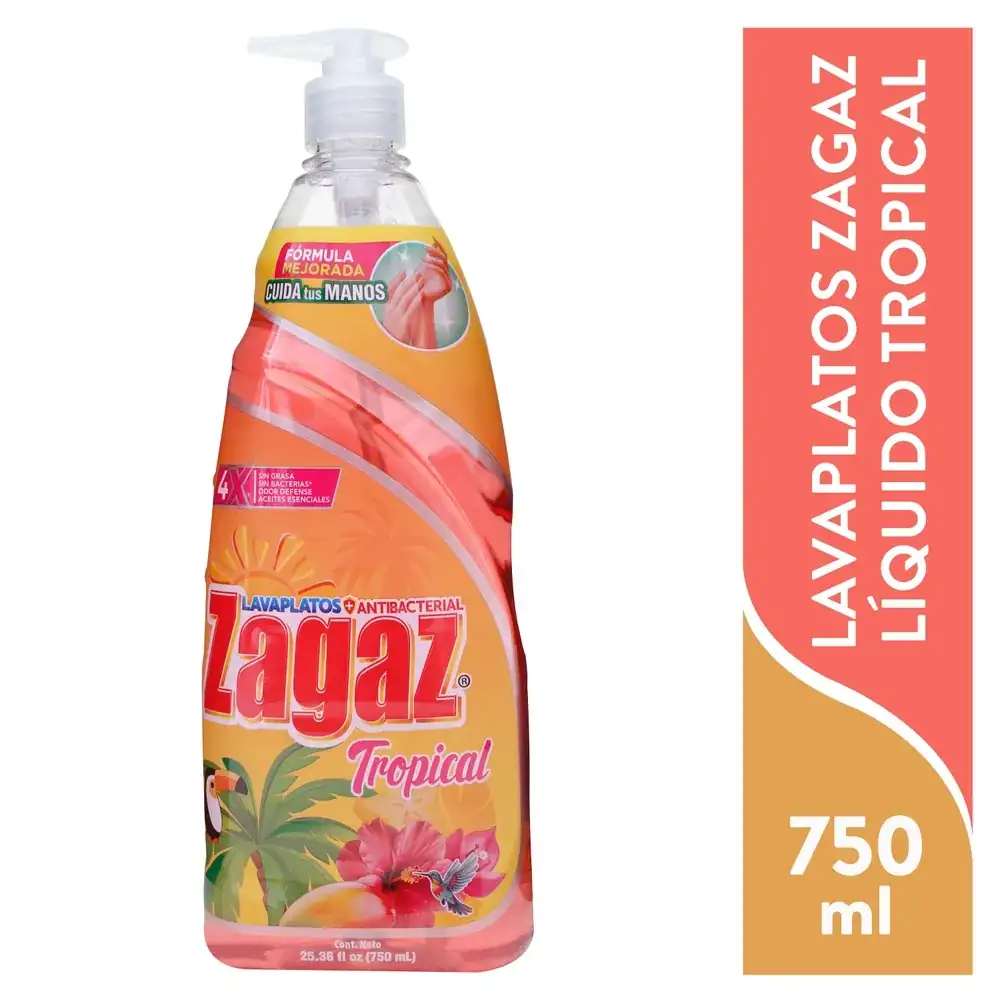 FÓRMULA
MEJORADA
CUIDA tus MANOS
4X
SIN GRASA
SIN BACTERIAS*
ODOR DEFENSE
ACEITES ESENCIALES
LAVAPLATOS ANTIBACTERIAL
Zagaz®
Tropical
Cont. Neto
25.36 fl oz (750 mL)
LAVAPLATOS ZAGAZ
LÍQUIDO TROPICAL
750
ml